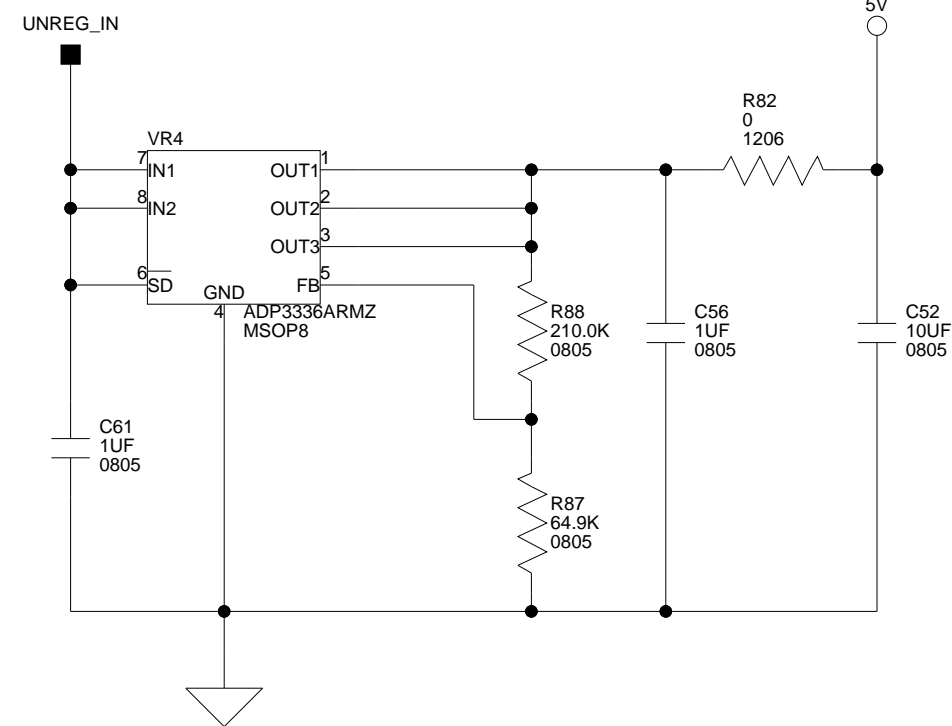 5V
UNREG_IN
R82
0
1206
VR4
7
IN1
OUT1
1
8
IN2
OUT2
2
OUT3
3
6
SD
FB
5
GND
4
ADP3336ARMZ
MSOP8
R88
210.0K
0805
C56
1UF
0805
C52
10UF
0805
C61
1UF
0805
R87
64.9K
0805